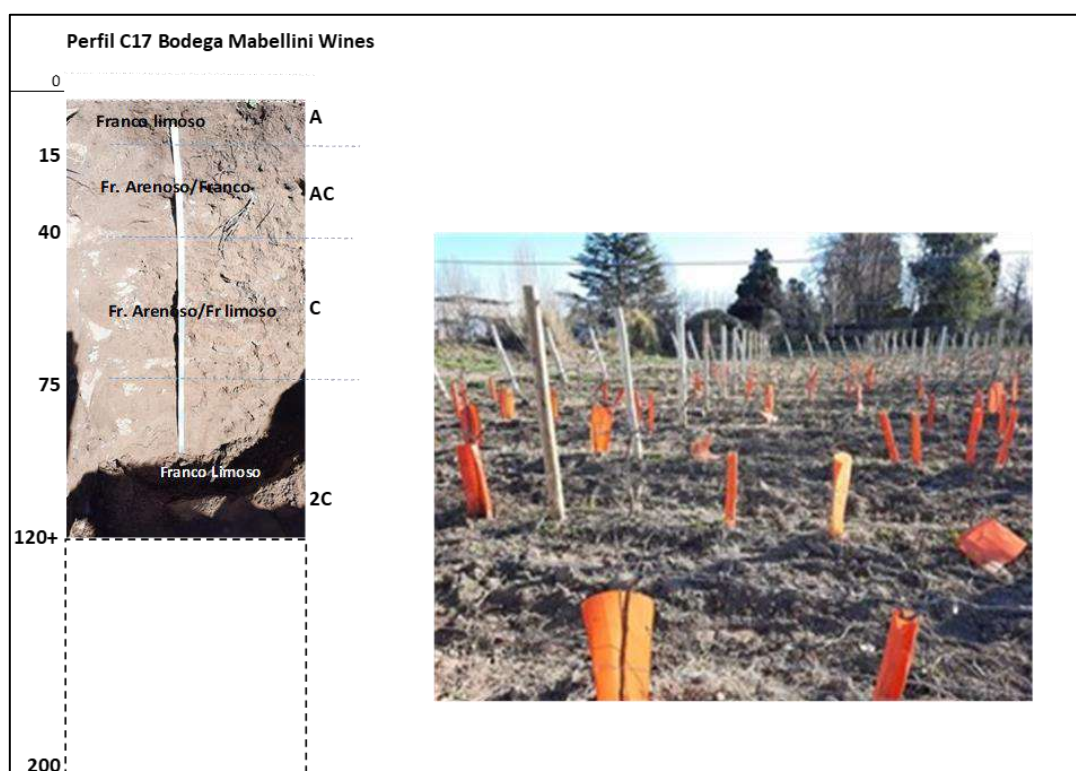 Perfil C17 Bodega Mabellini Wines
0
Franco limoso
A
15
Fr. Arenoso/Franco
AC
40
Fr. Arenoso/Fr limoso
C
75
Franco Limoso
2C
120+
200